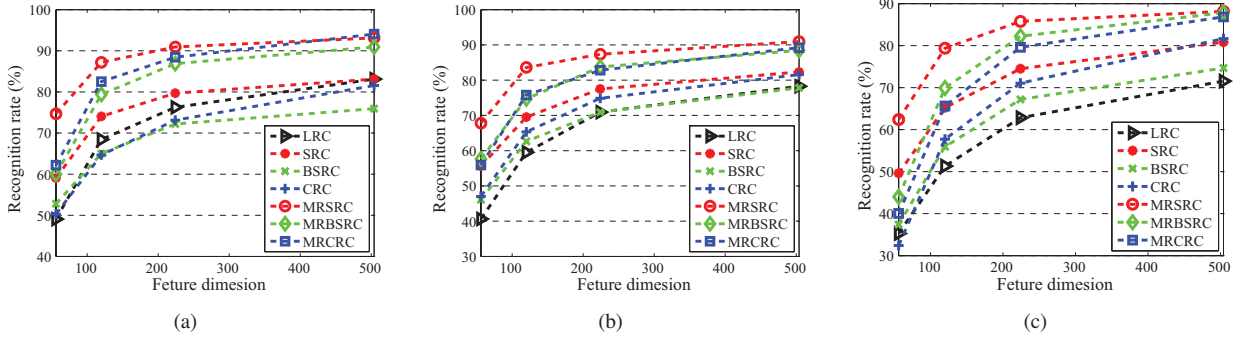 100
90
80
70
60
50
40
Recognition rate (%)
100 200 300 400 500
Feture dimesion
LRC
SRC
BSRC
CRC
MRSRC
MRBSRC
MRCRC
(a)
100
90
80
70
60
50
40
30
Recognition rate (%)
100 200 300 400 500
Feture dimesion
LRC
SRC
BSRC
CRC
MRSRC
MRBSRC
MRCRC
(b)
90
80
70
60
50
40
30
Recognition rate (%)
100 200 300 400 500
Feture dimesion
LRC
SRC
BSRC
CRC
MRSRC
MRBSRC
MRCRC
(c)